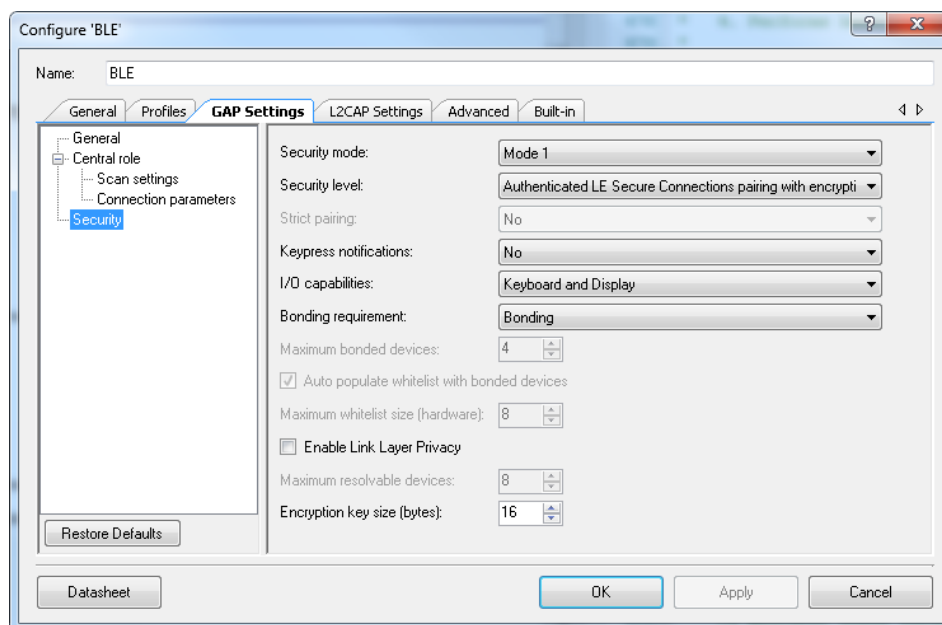 Configure 'BLE'
Name: BLE
General Profiles GAP Settings L2CAP Settings Advanced Built-in
General
Central role
Scan settings
Connection parameters
Security
Security mode: Mode 1
Security level: Authenticated LE Secure Connections pairing with encrypti
Strict pairing: No
Keypress notifications: No
I/O capabilities: Keyboard and Display
Bonding requirement: Bonding
Maximum bonded devices: 4
Auto populate whitelist with bonded devices
Maximum whitelist size (hardware): 8
Enable Link Layer Privacy
Maximum resolvable devices: 8
Encryption key size (bytes): 16
Restore Defaults
Datasheet OK Apply Cancel